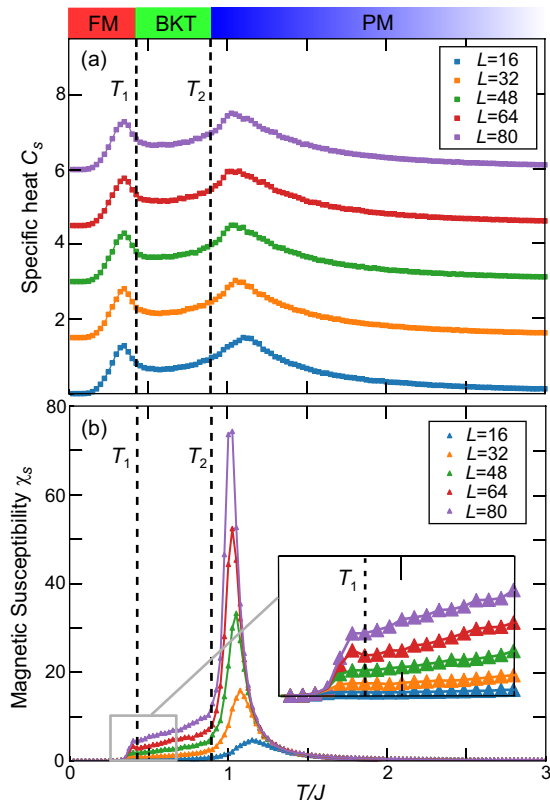 FM BKT PM
(a)
T1 T2
L=16
L=32
L=48
L=64
L=80
Specific heat Cs
8
6
4
2
(b)
T1 T2
L=16
L=32
L=48
L=64
L=80
Magnetic Susceptibility χs
80
60
40
20
0
T1
0 1 2 3
T/J